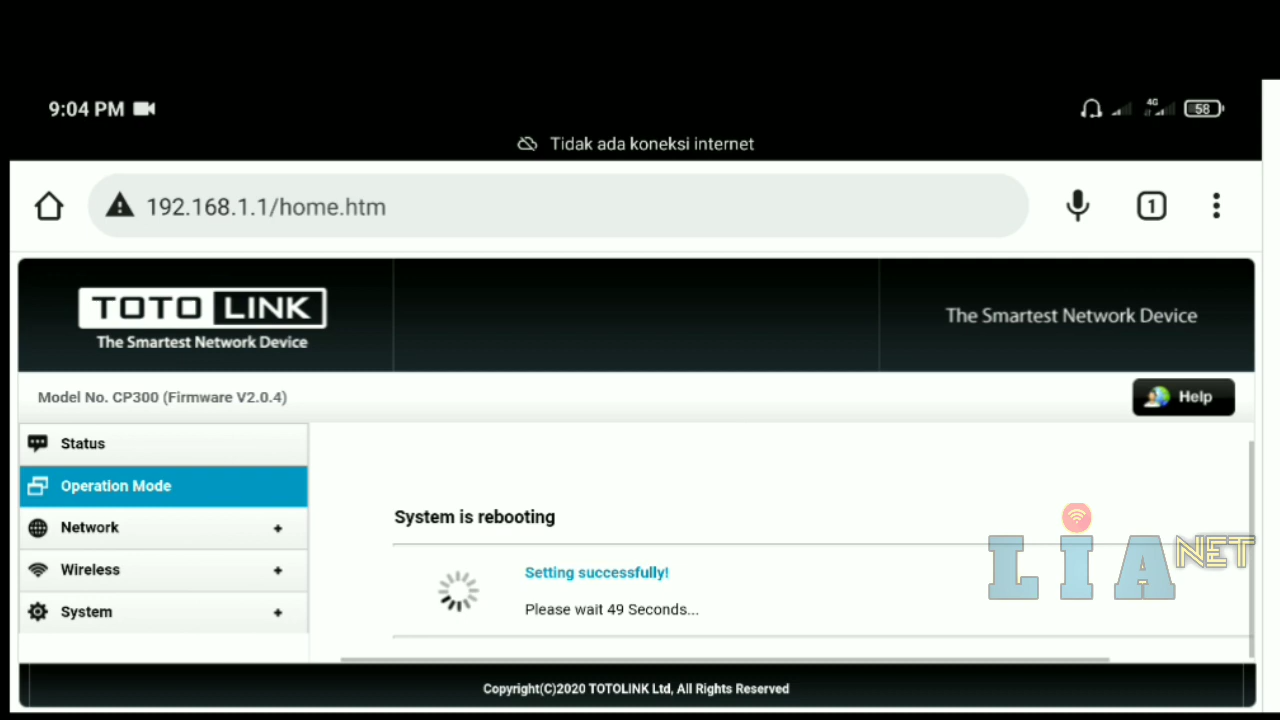 9:04 PM
4G
58
Tidak ada koneksi internet
192.168.1.1/home.htm
1
TOTO LINK
The Smartest Network Device
The Smartest Network Device
Model No. CP300 (Firmware V2.0.4)
Help
Status
Operation Mode
Network +
Wireless +
System +
System is rebooting
Setting successfully!
Please wait 49 Seconds...
LIA NET
Copyright(C)2020 TOTOLINK Ltd, All Rights Reserved